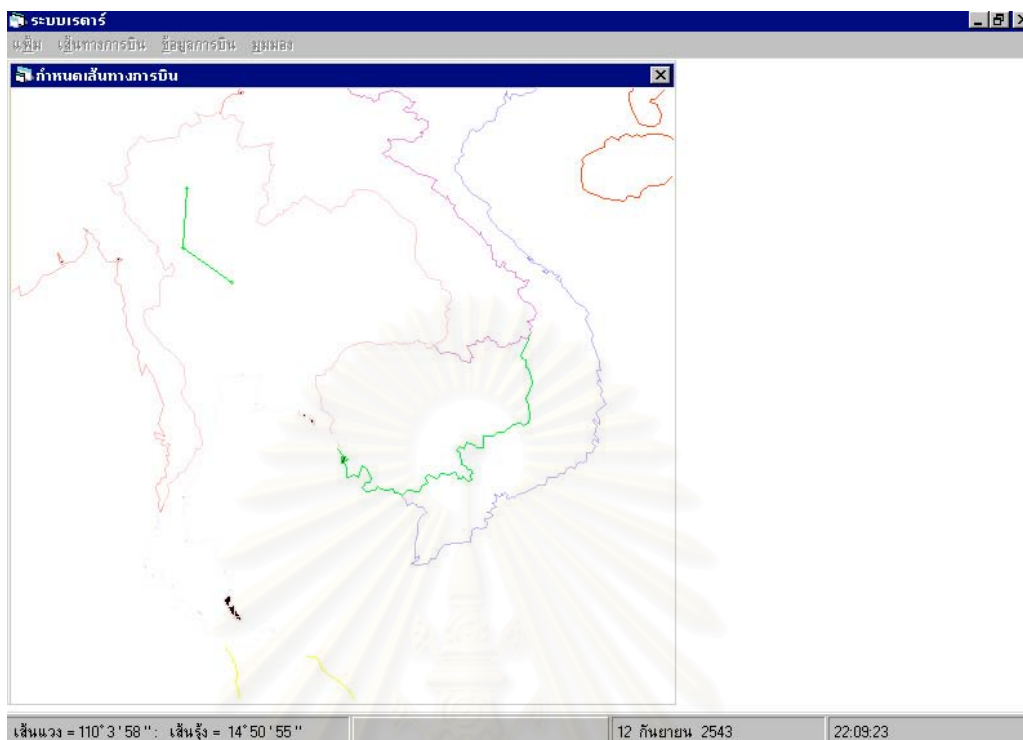 ระบบเรดาร์
แฟ้ม เส้นทางการบิน ข้อมูลการบิน มุมมอง
กำหนดเส้นทางการบิน
เส้นแวง = 110° 3 ' 58 " : เส้นรุ้ง = 14° 50 ' 55 "
12 กันยายน 2543
22:09:23